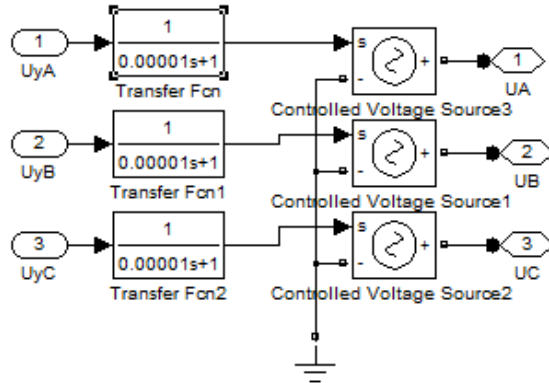 1
UyA
1
0.00001s+1
Transfer Fcn
s
-
+
Controlled Voltage Source3
1
UA
2
UyB
1
0.00001s+1
Transfer Fcn1
s
-
+
Controlled Voltage Source1
2
UB
3
UyC
1
0.00001s+1
Transfer Fcn2
s
-
+
Controlled Voltage Source2
3
UC